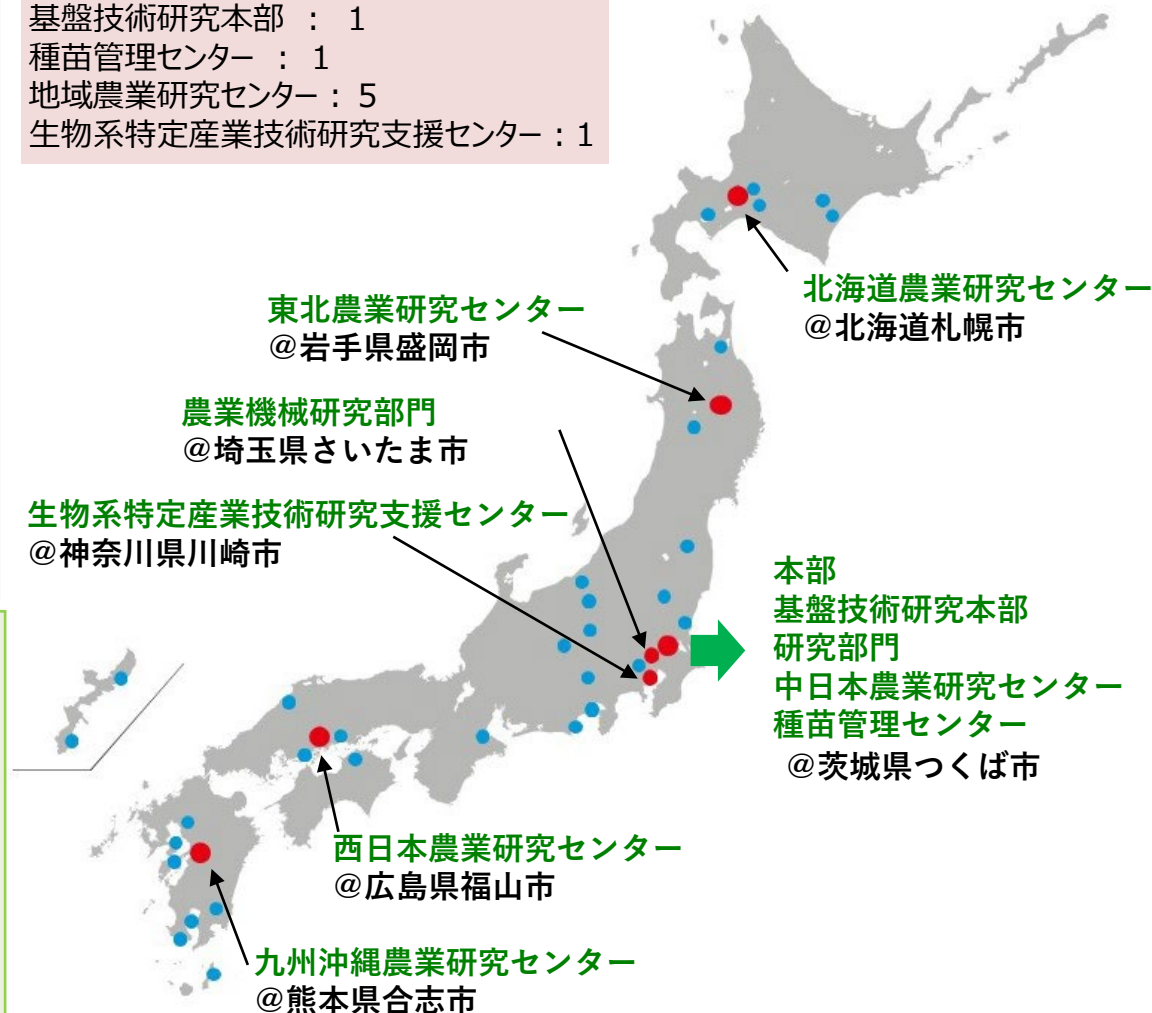 基盤技術研究本部 : 1
種苗管理センター : 1
地域農業研究センター : 5
生物系特定産業技術研究支援センター : 1
北海道農業研究センター
@北海道札幌市
東北農業研究センター
@岩手県盛岡市
農業機械研究部門
@埼玉県さいたま市
生物系特定産業技術研究支援センター
@神奈川県川崎市
本部
基盤技術研究本部
研究部門
中日本農業研究センター
種苗管理センター
@茨城県つくば市
西日本農業研究センター
@広島県福山市
九州沖縄農業研究センター
@熊本県合志市